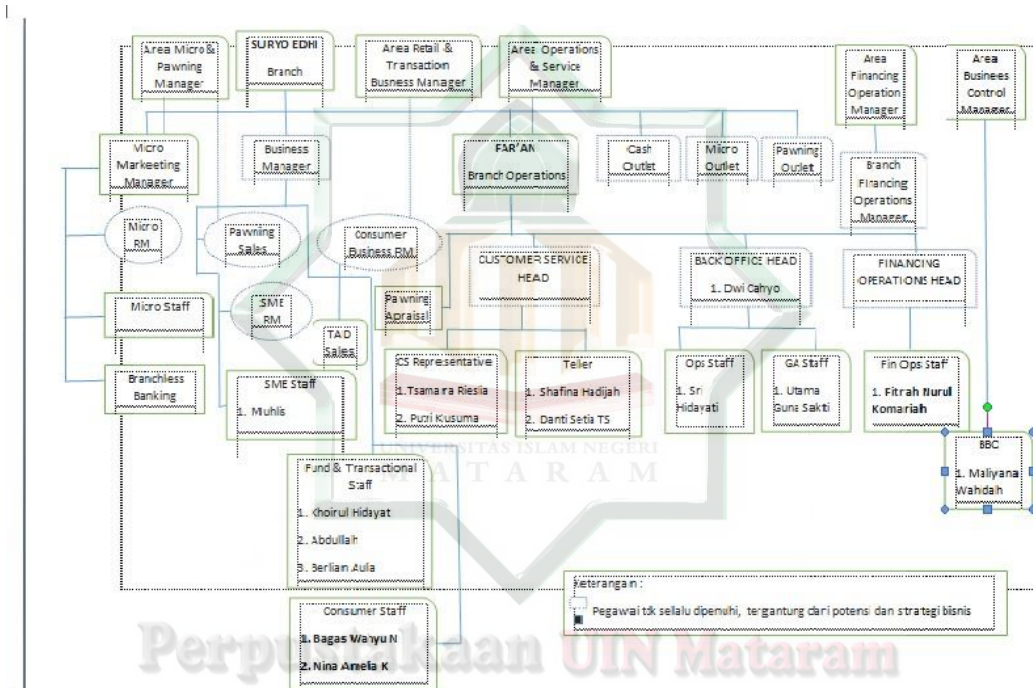 Area Micro &
Pawning
Manager
SURYO EDHI
Branch
Area Retail &
Transaction
Business Manager
Area Operations
& Service
Manager
Area
Financing
Operation
Manager
Area
Business
Control
Manager
Micro
Markeeting
Manager
Business
Manager
FAR'AN
Branch Operations
Cash
Outlet
Micro
Outlet
Pawning
Outlet
Branch
Financing
Operations
Manager
Micro
RM
Pawning
Sales
Consumer
Business RM
CUSTOMER SERVICE
HEAD
BACK OFFICE HEAD
1. Dwi Cahyo
FINANCING
OPERATIONS HEAD
Micro Staff
SME
RM
Pawning
Apraisal
TAD
Sales
Branchless
Banking
SME Staff
1. Muhlis
CS Representative
1. Tsamara Rieslia
2. Putri Kusuma
Teller
1. Shafina Hadijah
2. Danti Setia TS
Ops Staff
1. Sri
Hidayati
GA Staff
1. Utama
Guna Sakti
Fin Ops Staff
1. Fitrah Nurul
Komariah
BBC
1. Maliyana
Wahidah
UNIVERSITAS ISLAM NEGERI
MATARAM
Fund & Transactional
Staff
1. Khoirul Hidayat
2. Abdullah
3. Berlian Aula
Consumer Staff
1. Bagas Wahyu N
2. Nina Amelia K
Keterangan :
Pegawai tdk sellalu dipenuhi, tergantung dari potensi dan strategi bisnis
Perpustakaan UIN Mataram